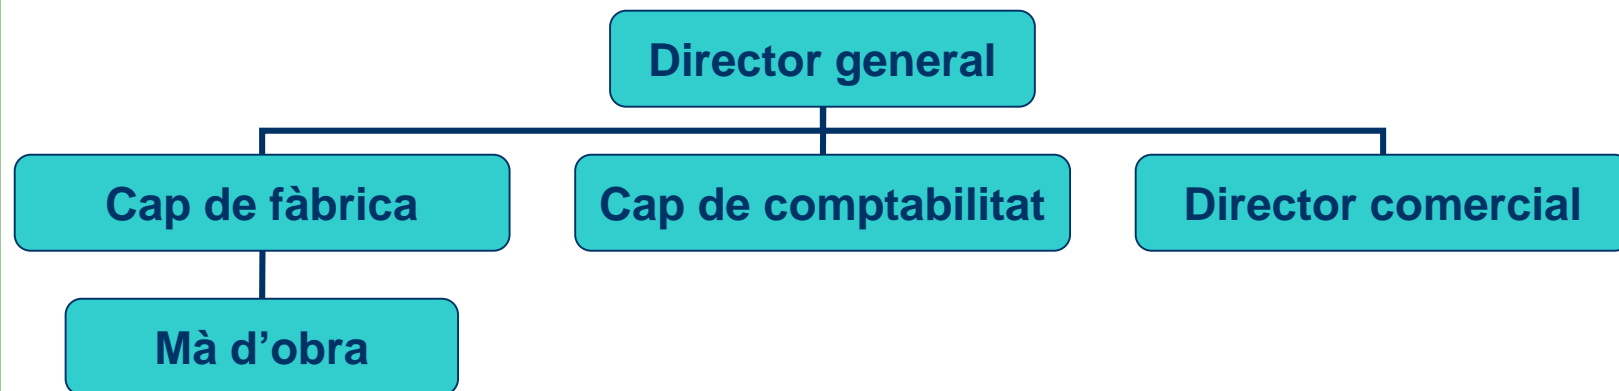 Director general
Cap de fàbrica
Cap de comptabilitat
Director comercial
Mà d’obra